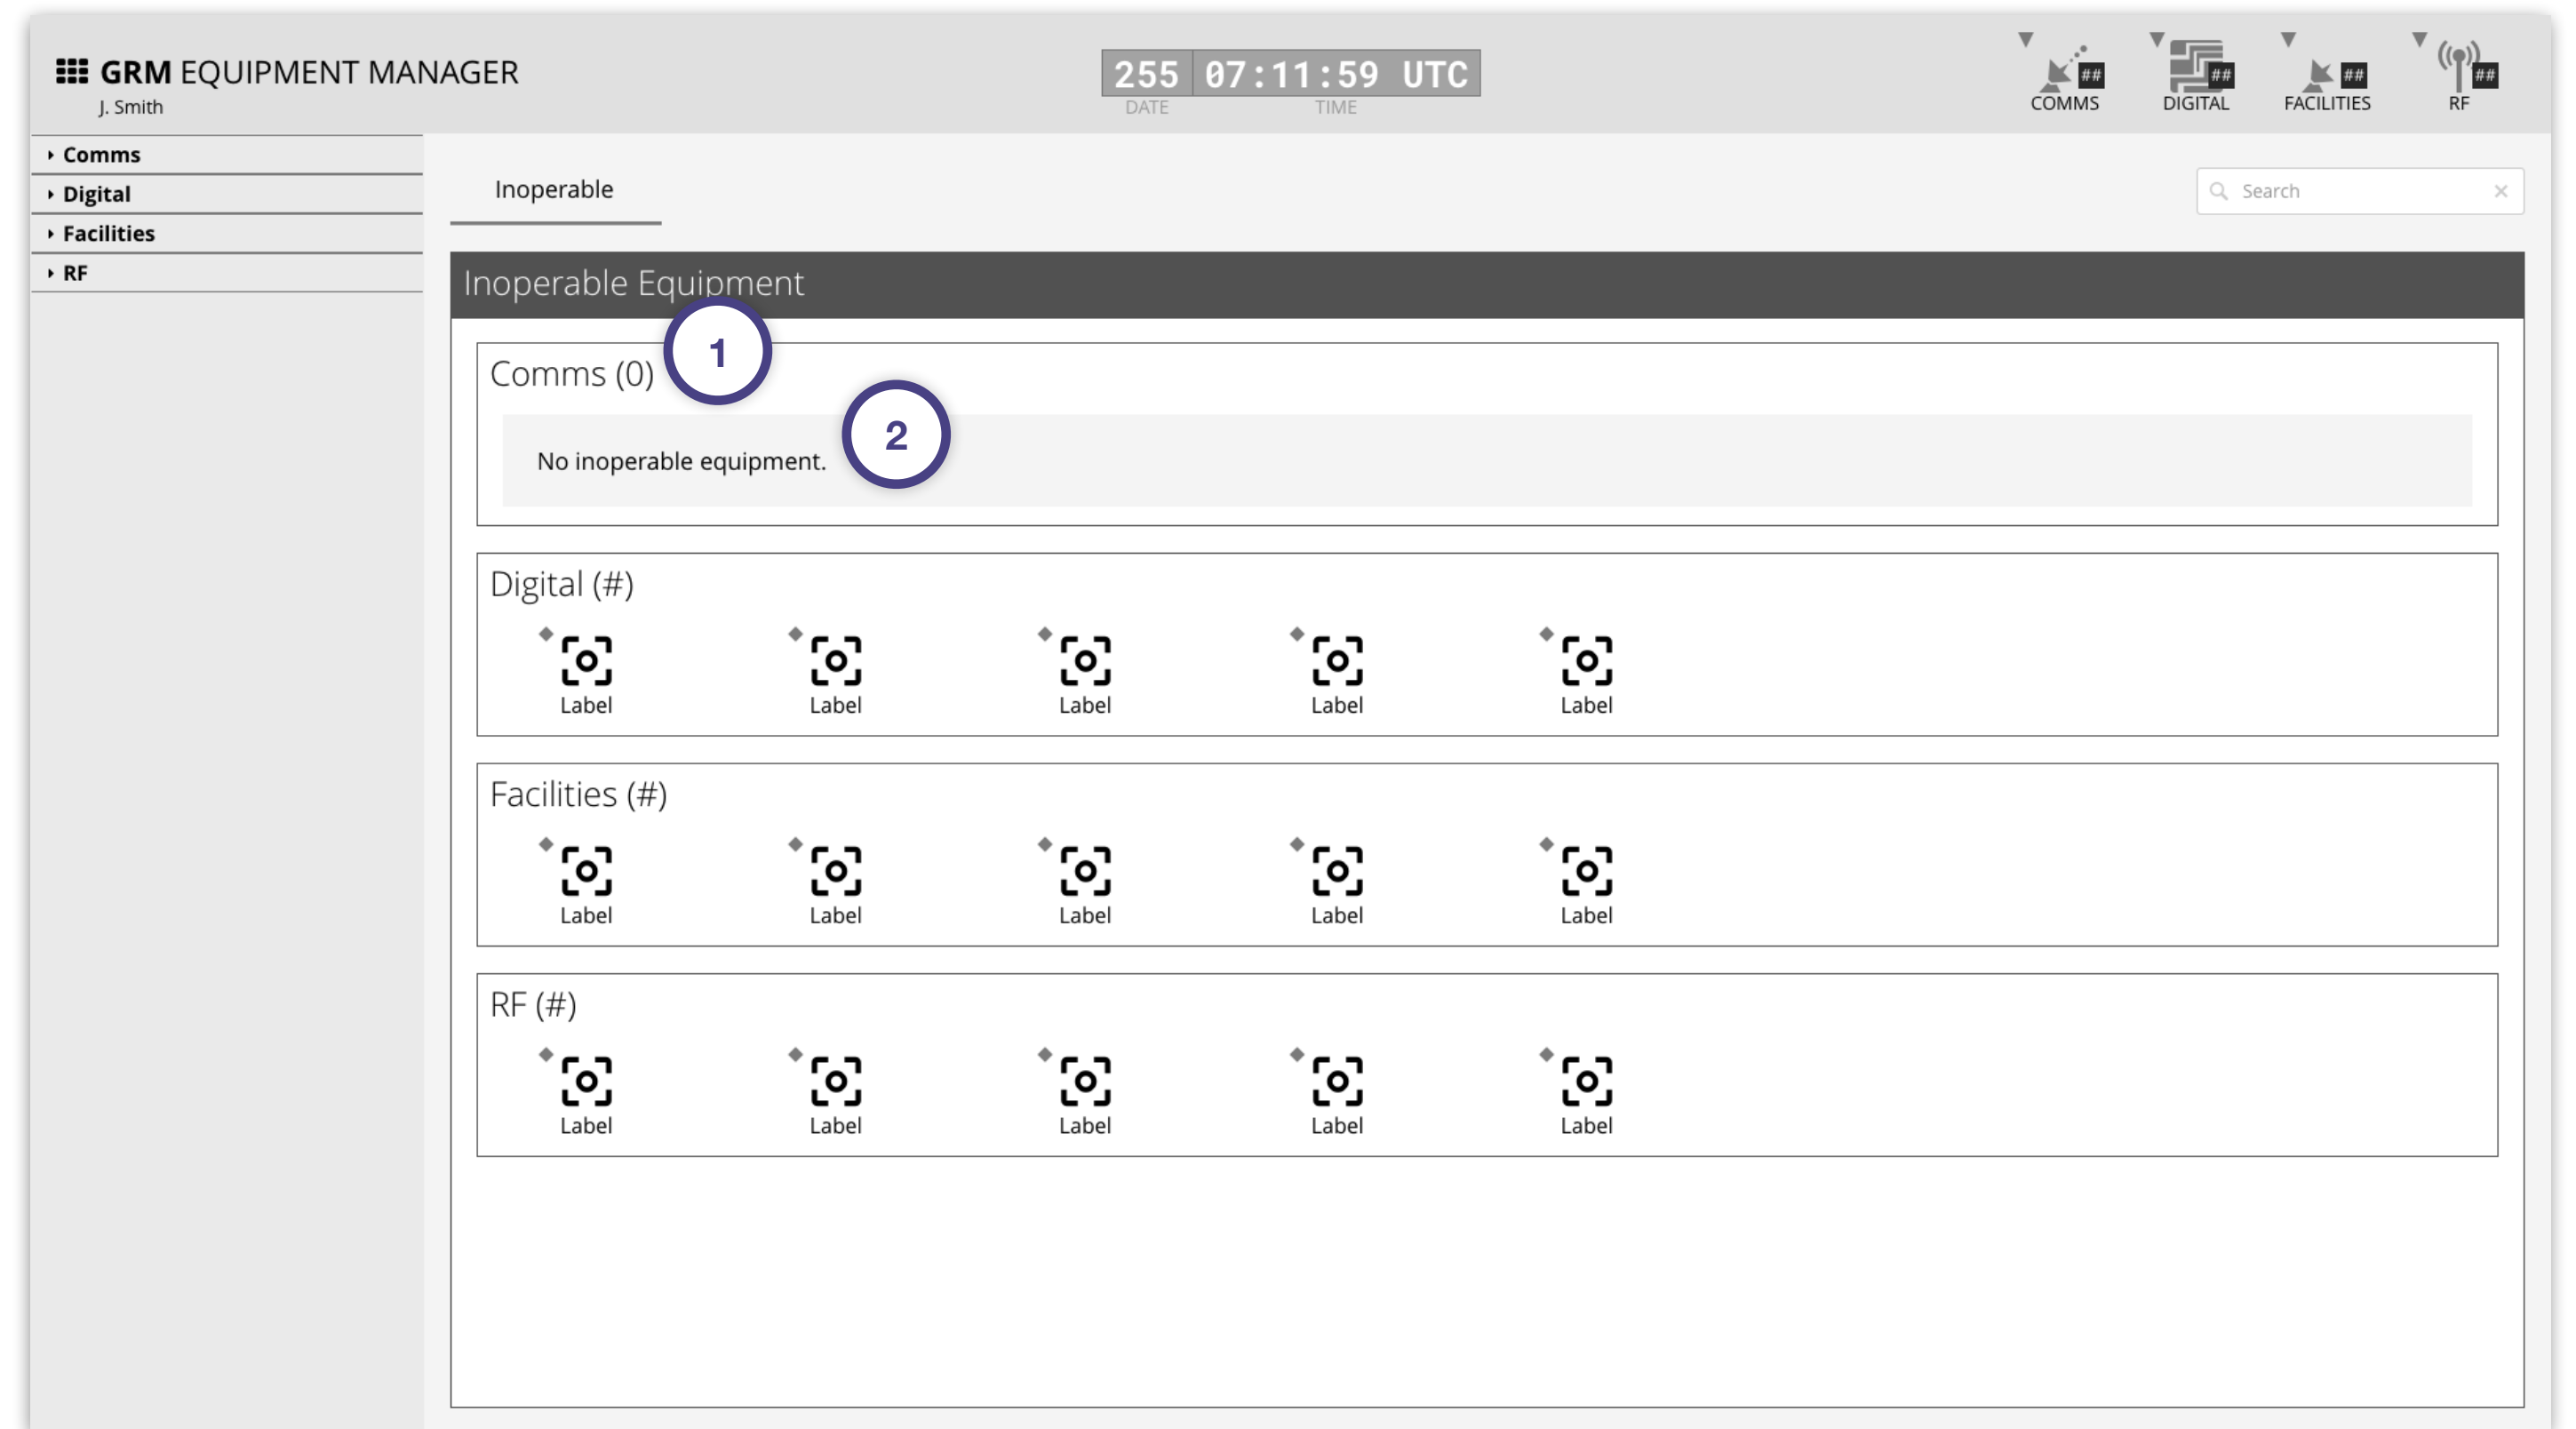 GRM EQUIPMENT MANAGER
J. Smith
255 07:11:59 UTC
DATE TIME
## ## ## ##
COMMS DIGITAL FACILITIES RF
Comms
Digital
Facilities
RF
Inoperable
Search
Inoperable Equipment
1
Comms (0)
2
No inoperable equipment.
Digital (#)
Label Label Label Label Label
Facilities (#)
Label Label Label Label Label
RF (#)
Label Label Label Label Label